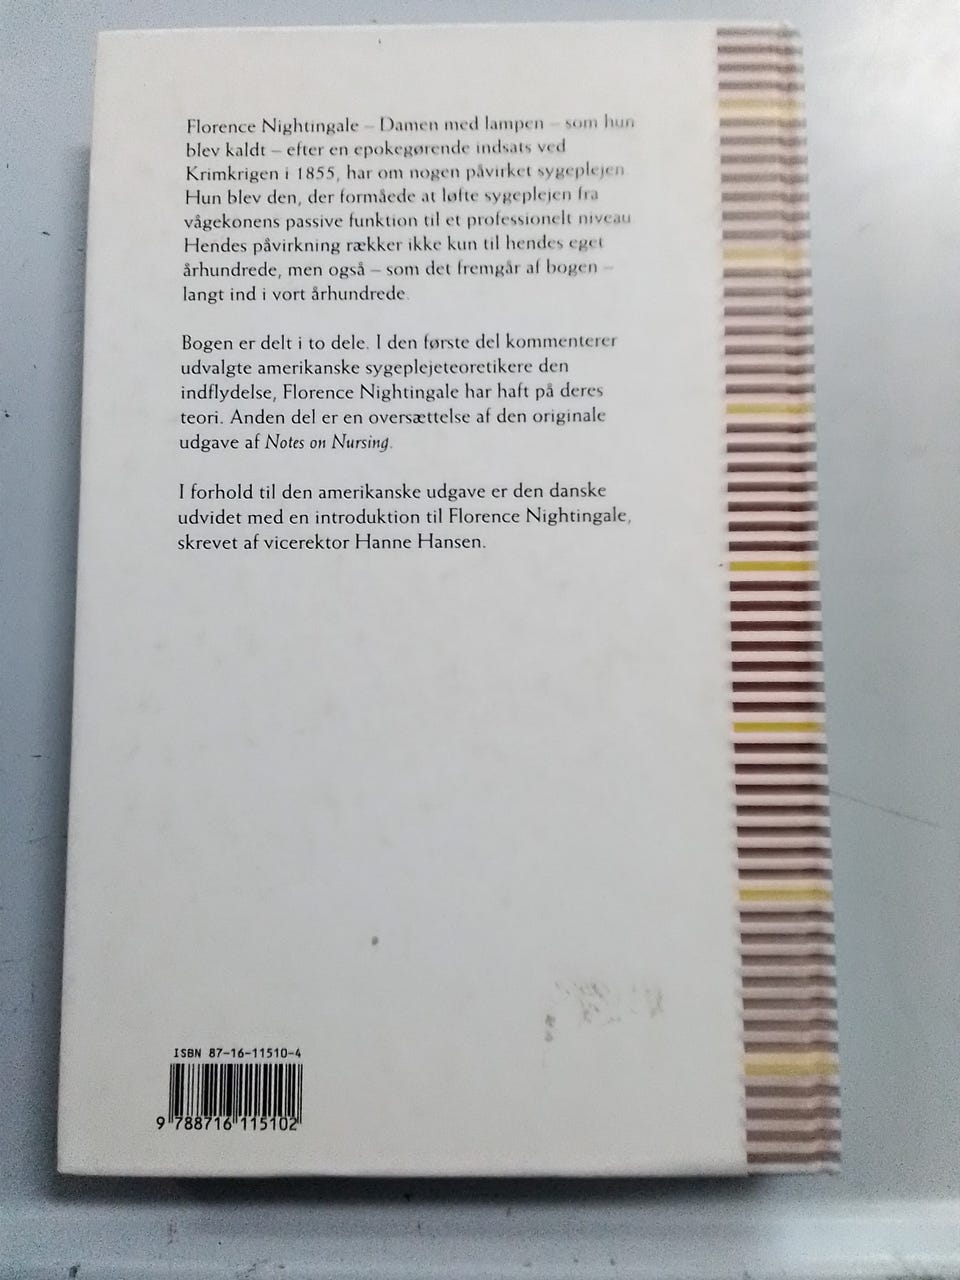 Florence Nightingale – Damen med lampen – som hun
blev kaldt – efter en epokegørende indsats ved
Krimkrigen i 1855, har om nogen påvirket sygeplejen.
Hun blev den, der formåede at løfte sygeplejen fra
vågekonens passive funktion til et professionelt niveau
Hendes påvirkning rækker ikke kun til hendes eget
århundrede, men også – som det fremgår af bogen –
langt ind i vort århundrede.
Bogen er delt i to dele. I den første del kommenterer
udvalgte amerikanske sygeplejeteoretikere den
indflydelse, Florence Nightingale har haft på deres
teori. Anden del er en oversættelse af den originale
udgave af Notes on Nursing.
I forhold til den amerikanske udgave er den danske
udvidet med en introduktion til Florence Nightingale,
skrevet af vicerektor Hanne Hansen.
ISBN 87-16-11510-4
9 788716 115102